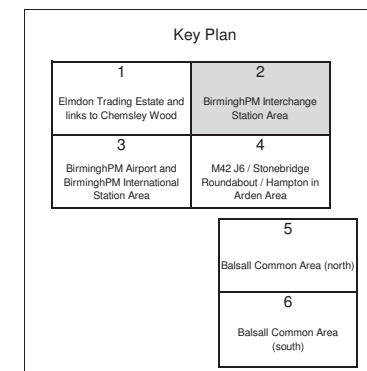 Key Plan
1
Elmdon Trading Estate and
links to Chemsley Wood
2
BirminghPM Interchange
Station Area
3
BirminghPM Airport and
BirminghPM International
Station Area
4
M42 J6 / Stonebridge
Roundabout / Hampton in
Arden Area
5
Balsall Common Area (north)
6
Balsall Common Area
(south)